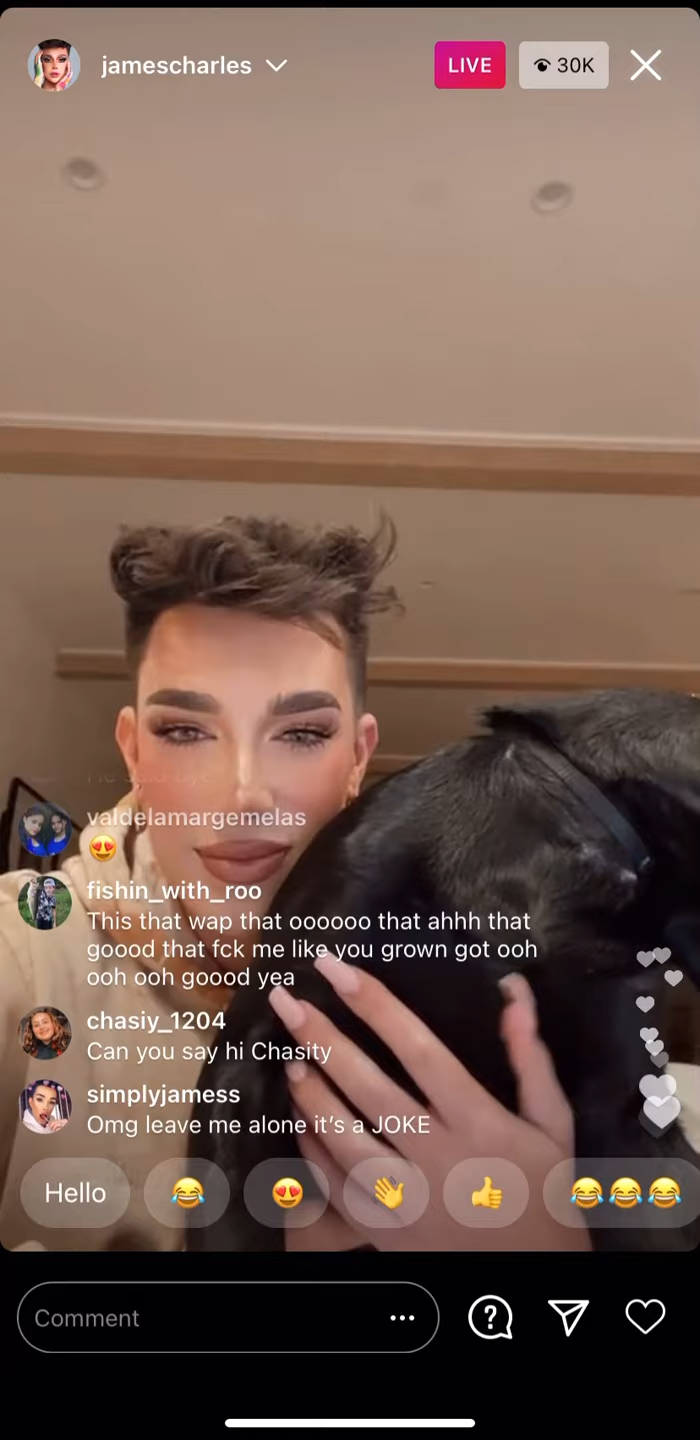 jamescharles
LIVE
30K
valdelamargemelas
😍
fishin_with_roo
This that wap that oooooo that ahhh that
goood that fck me like you grown got ooh
ooh ooh goood yea
chasiy_1204
Can you say hi Chasity
simplyjamess
Omg leave me alone it’s a JOKE
Hello 😂 😍 👋 👍 😂😂😂
Comment